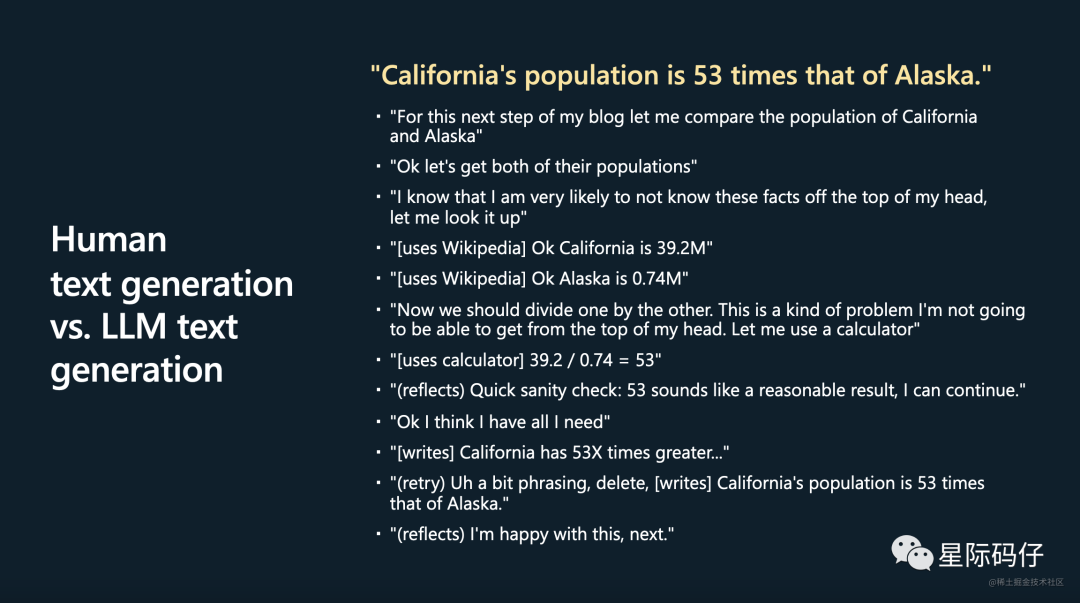 Human
text generation
vs. LLM text
generation
"California's population is 53 times that of Alaska."
· "For this next step of my blog let me compare the population of California
and Alaska"
· "Ok let's get both of their populations"
· "I know that I am very likely to not know these facts off the top of my head,
let me look it up"
· "[uses Wikipedia] Ok California is 39.2M"
· "[uses Wikipedia] Ok Alaska is 0.74M"
· "Now we should divide one by the other. This is a kind of problem I'm not going
to be able to get from the top of my head. Let me use a calculator"
· "[uses calculator] 39.2 / 0.74 = 53"
· "(reflects) Quick sanity check: 53 sounds like a reasonable result, I can continue."
· "Ok I think I have all I need"
· "[writes] California has 53X times greater..."
· "(retry) Uh a bit phrasing, delete, [writes] California's population is 53 times
that of Alaska."
· "(reflects) I'm happy with this, next."
星际码仔
@稀土掘金技术社区